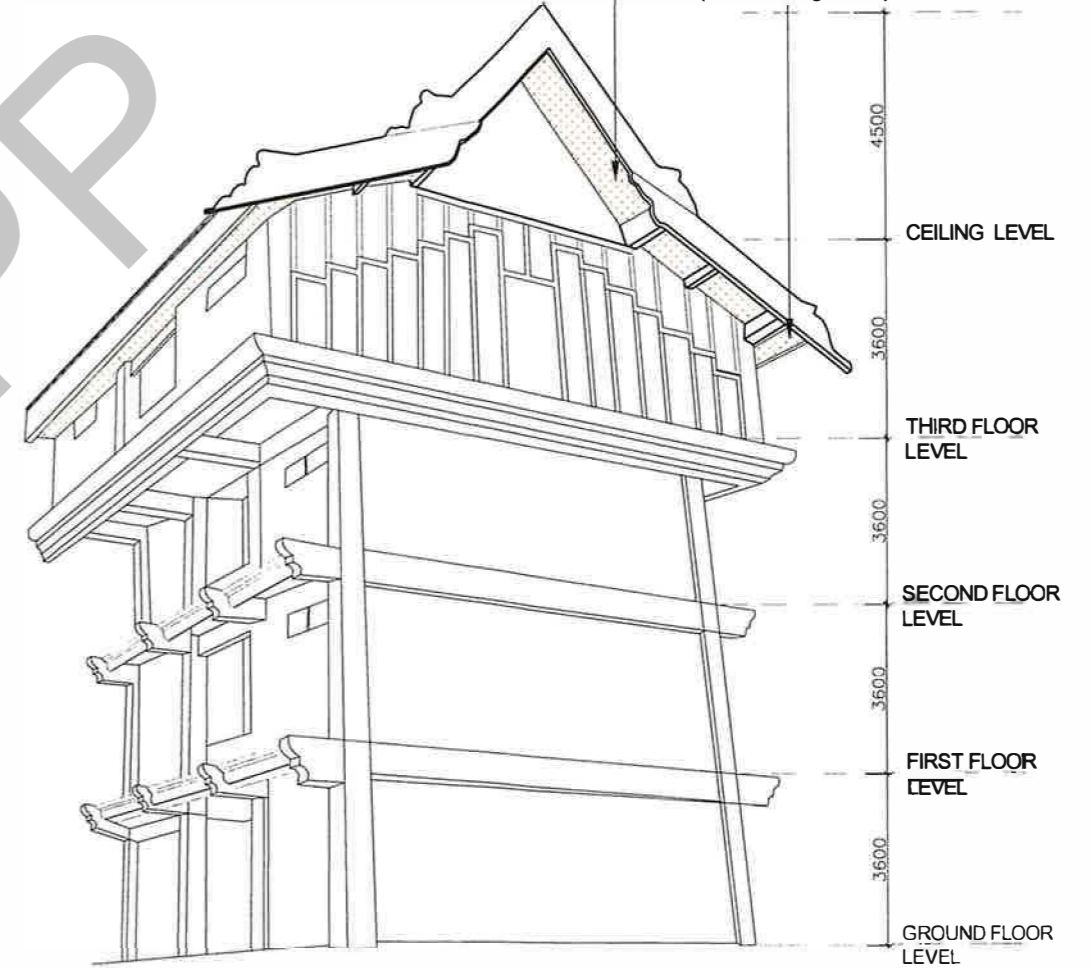 4500
CEILING LEVEL
3600
THIRD FLOOR
LEVEL
3600
SECOND FLOOR
LEVEL
3600
FIRST FLOOR
LEVEL
3600
GROUND FLOOR
LEVEL
PP